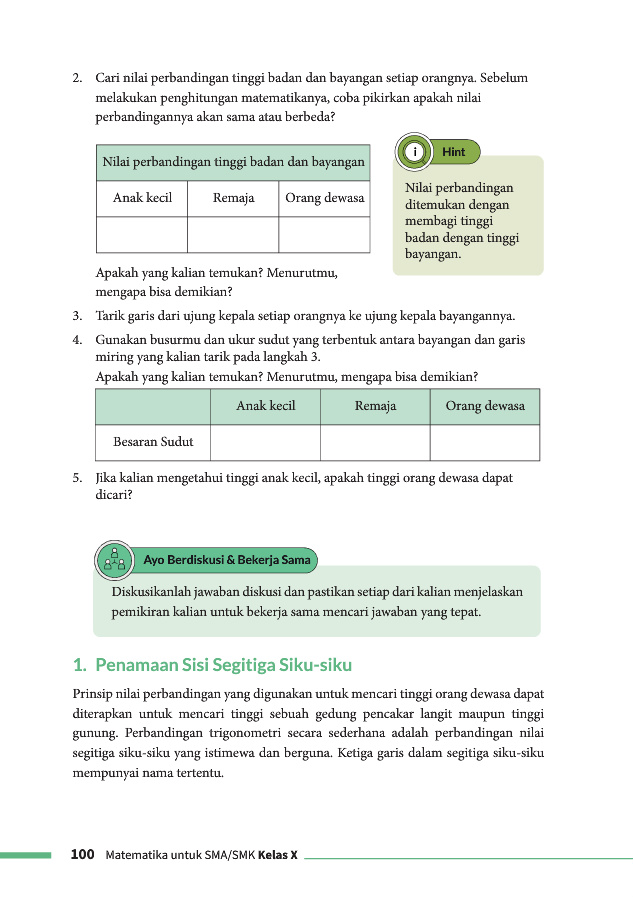 2. Cari nilai perbandingan tinggi badan dan bayangan setiap orangnya. Sebelum
melakukan penghitungan matematikanya, coba pikirkan apakah nilai
perbandingannya akan sama atau berbeda?
Nilai perbandingan tinggi badan dan bayangan
Anak kecil Remaja Orang dewasa
i Hint
Nilai perbandingan
ditemukan dengan
membagi tinggi
badan dengan tinggi
bayangan.
Apakah yang kalian temukan? Menurutmu,
mengapa bisa demikian?
3. Tarik garis dari ujung kepala setiap orangnya ke ujung kepala bayangannya.
4. Gunakan busurmu dan ukur sudut yang terbentuk antara bayangan dan garis
miring yang kalian tarik pada langkah 3.
Apakah yang kalian temukan? Menurutmu, mengapa bisa demikian?
Anak kecil Remaja Orang dewasa
Besaran Sudut
5. Jika kalian mengetahui tinggi anak kecil, apakah tinggi orang dewasa dapat
dicari?
Ayo Berdiskusi & Bekerja Sama
Diskusikanlah jawaban diskusi dan pastikan setiap dari kalian menjelaskan
pemikiran kalian untuk bekerja sama mencari jawaban yang tepat.
1. Penamaan Sisi Segitiga Siku-siku
Prinsip nilai perbandingan yang digunakan untuk mencari tinggi orang dewasa dapat
diterapkan untuk mencari tinggi sebuah gedung pencakar langit maupun tinggi
gunung. Perbandingan trigonometri secara sederhana adalah perbandingan nilai
segitiga siku-siku yang istimewa dan berguna. Ketiga garis dalam segitiga siku-siku
mempunyai nama tertentu.
100 Matematika untuk SMA/SMK Kelas X